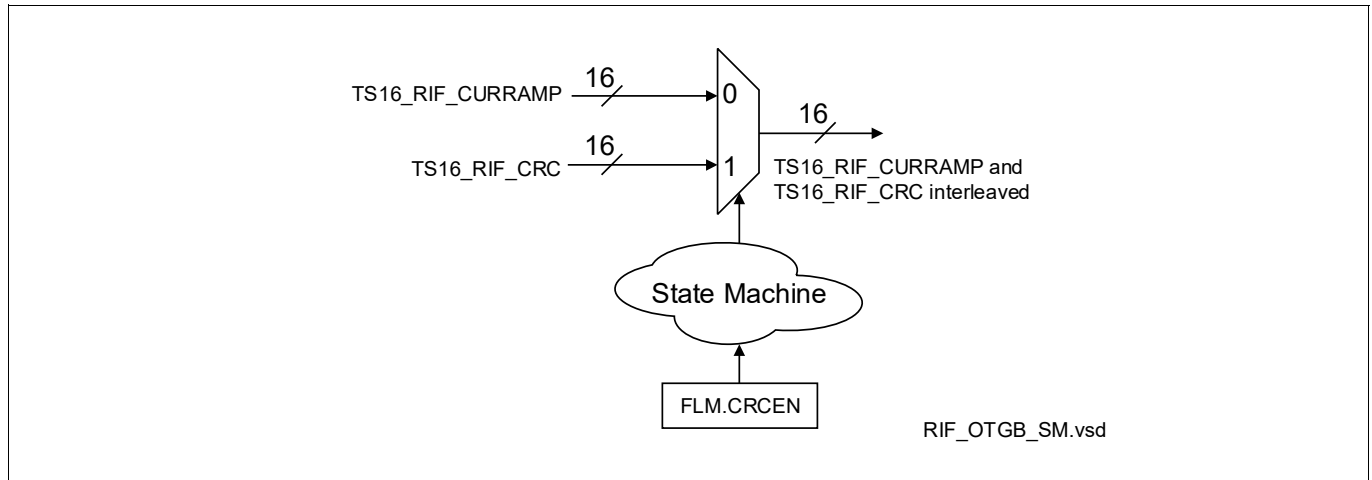 16
TS16_RIF_CURRAMP
0
16
16
TS16_RIF_CRC
1
TS16_RIF_CURRAMP and
TS16_RIF_CRC interleaved
State Machine
FLM.CRCEN
RIF_OTGB_SM.vsd